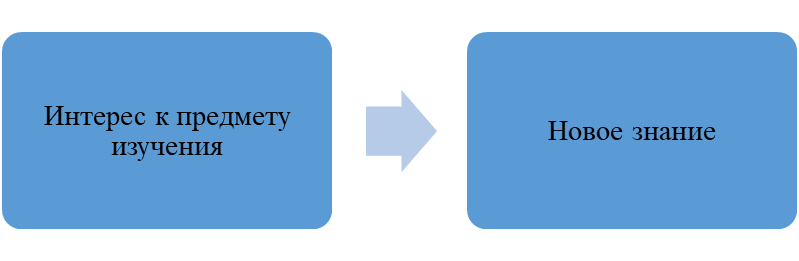 Интерес к предмету
изучения
Новое знание